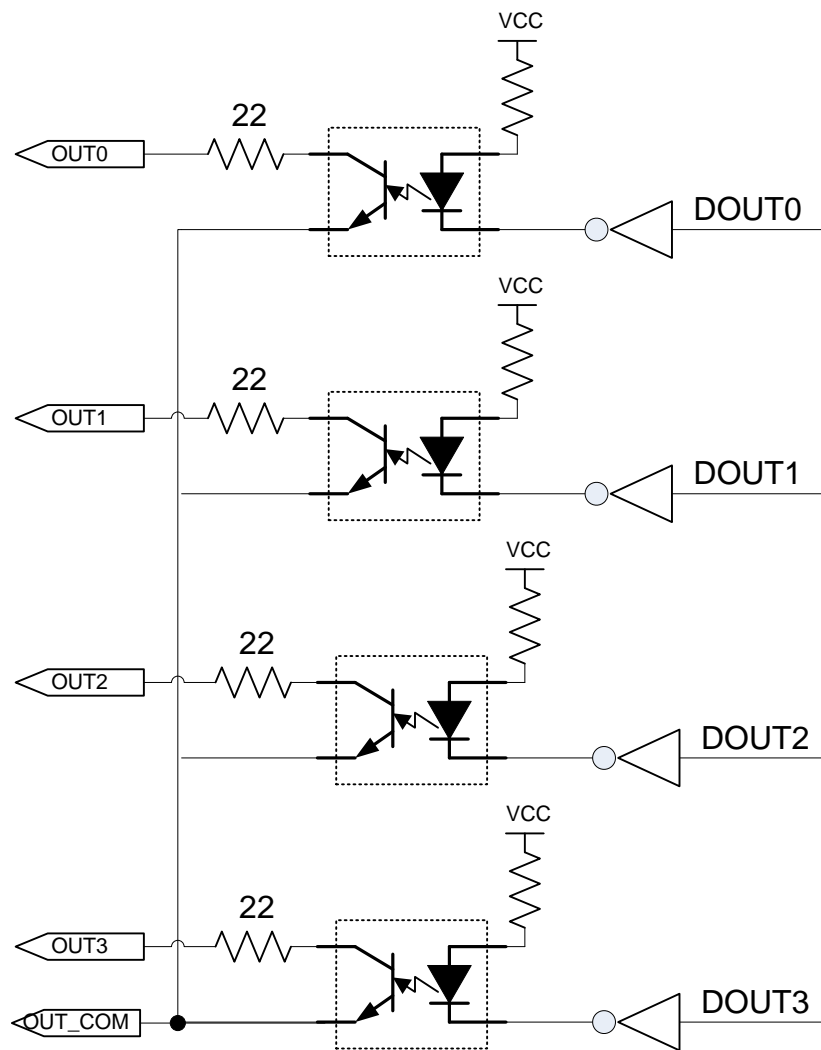 VCC
22
OUT0
DOUT0
VCC
22
OUT1
DOUT1
VCC
22
OUT2
DOUT2
VCC
22
OUT3
OUT_COM
DOUT3